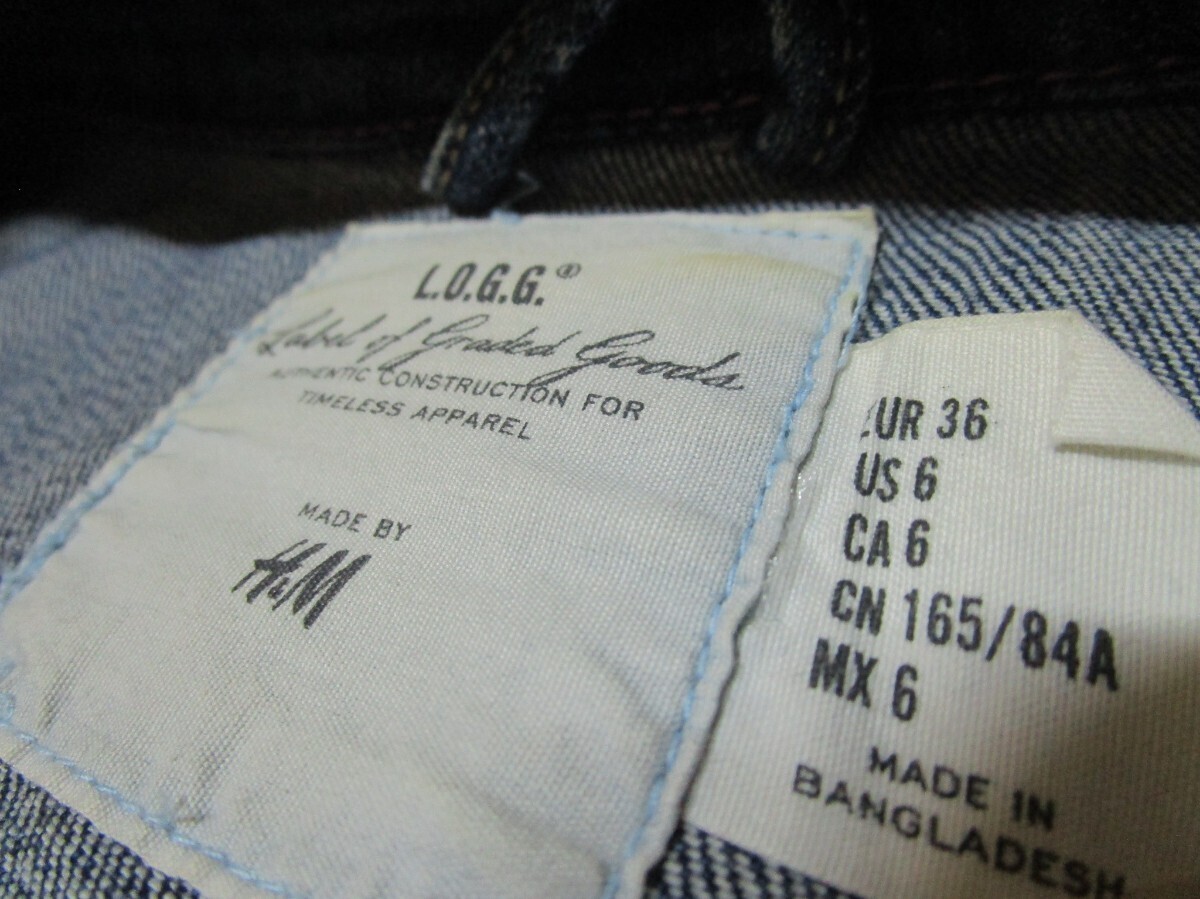 L.O.G.G.®
Label of Graded Goods
AUTHENTIC CONSTRUCTION FOR
TIMELESS APPAREL
MADE BY
H&M
EUR 36
US 6
CA 6
CN 165/84A
MX 6
MADE IN
BANGLADESH